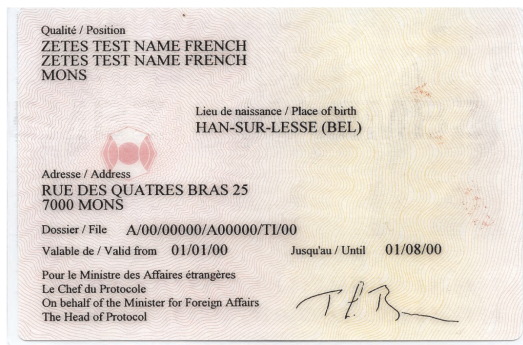 Qualité / Position
ZETES TEST NAME FRENCH
ZETES TEST NAME FRENCH
MONS
Lieu de naissance / Place of birth
HAN-SUR-LESSE (BEL)
Adresse / Address
RUE DES QUATRES BRAS 25
7000 MONS
Dossier / File A/00/00000/A00000/TI/00
Valable de / Valid from 01/01/00 Jusqu'au / Until 01/08/00
Pour le Ministre des Affaires étrangères
Le Chef du Protocole
On behalf of the Minister for Foreign Affairs
The Head of Protocol